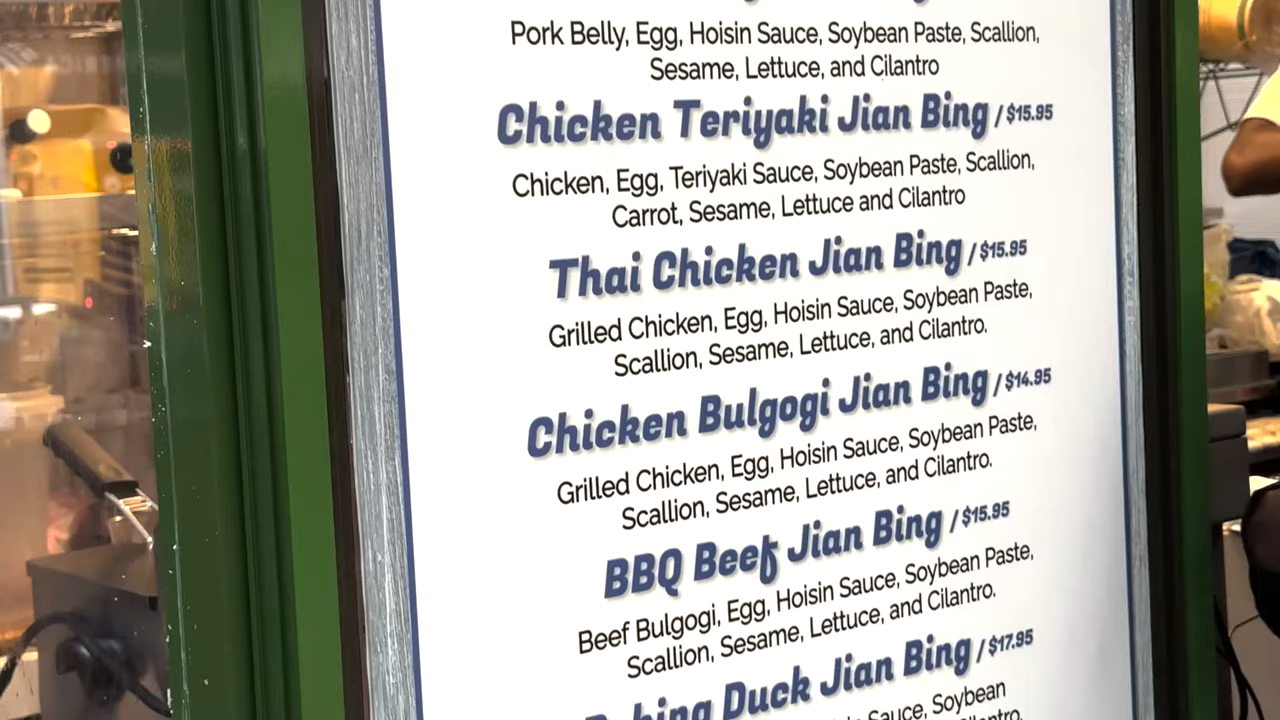 Pork Belly, Egg, Hoisin Sauce, Soybean Paste, Scallion,
Sesame, Lettuce, and Cilantro
Chicken Teriyaki Jian Bing / $15.95
Chicken, Egg, Teriyaki Sauce, Soybean Paste, Scallion,
Carrot, Sesame, Lettuce and Cilantro
Thai Chicken Jian Bing / $15.95
Grilled Chicken, Egg, Hoisin Sauce, Soybean Paste,
Scallion, Sesame, Lettuce, and Cilantro.
Chicken Bulgogi Jian Bing / $14.95
Grilled Chicken, Egg, Hoisin Sauce, Soybean Paste,
Scallion, Sesame, Lettuce, and Cilantro.
BBQ Beef Jian Bing / $15.95
Beef Bulgogi, Egg, Hoisin Sauce, Soybean Paste,
Scallion, Sesame, Lettuce, and Cilantro.
Duck Jian Bing / $17.95
Sauce, Soybean